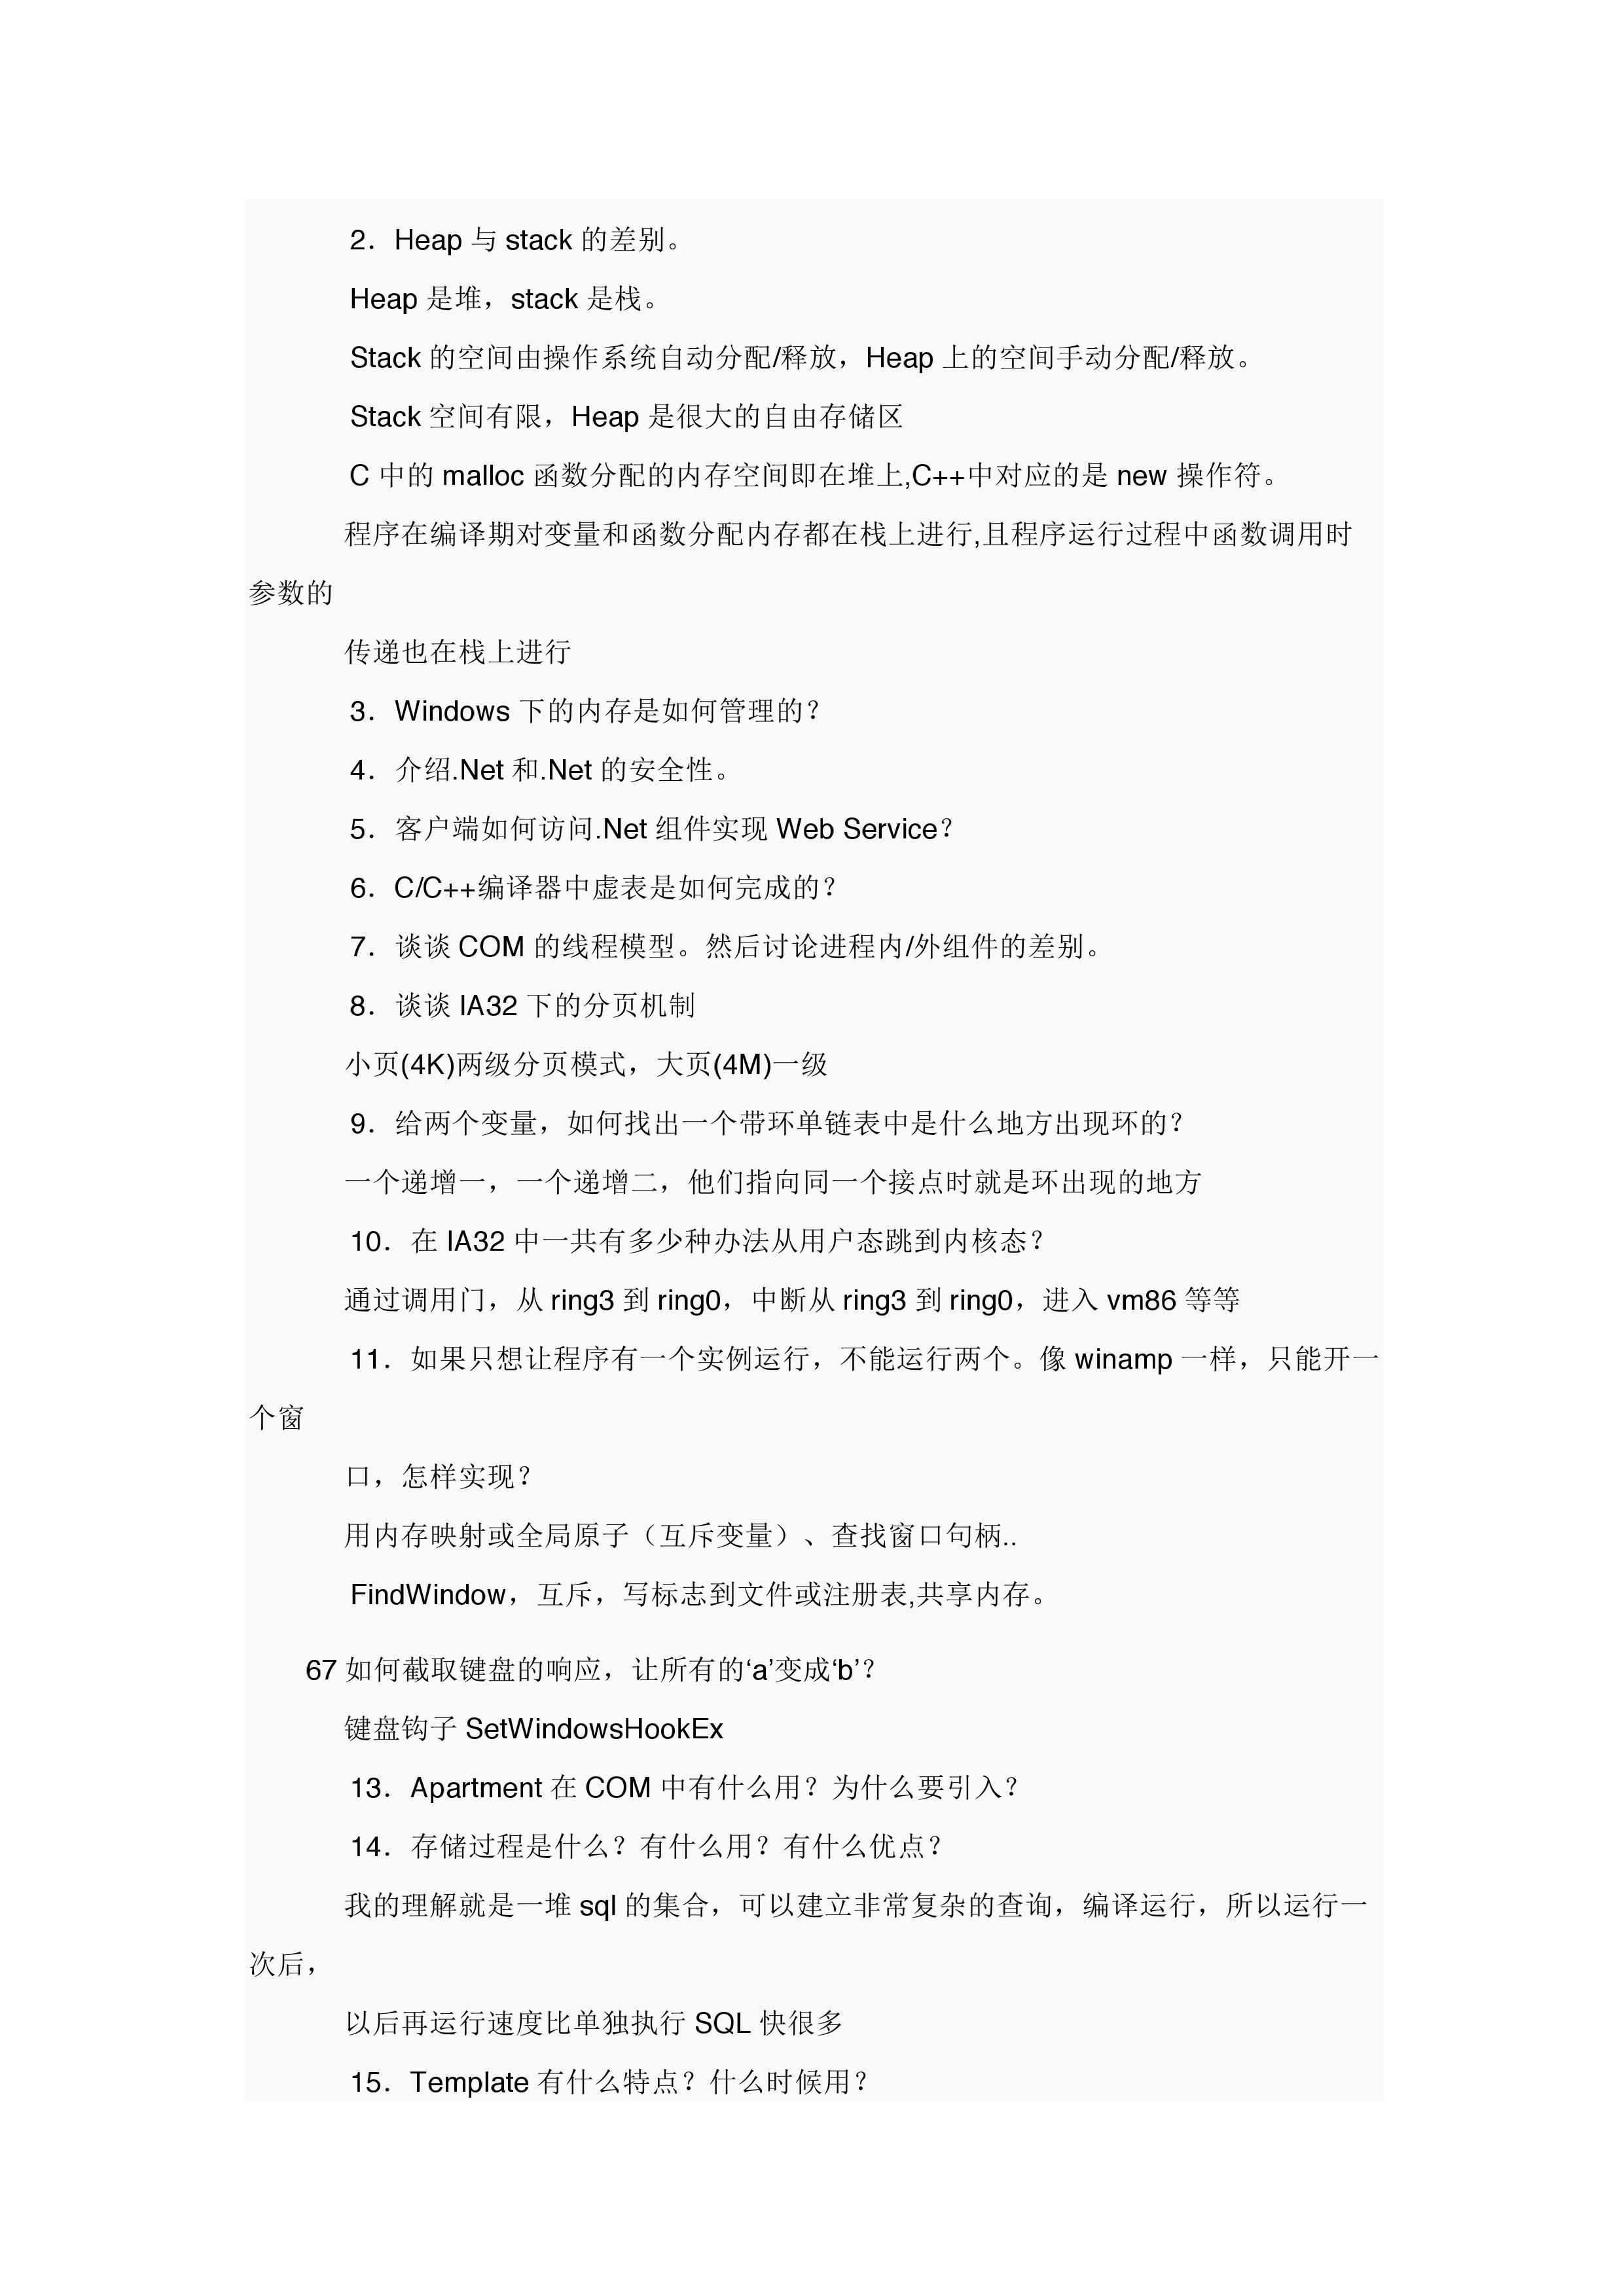 2．Heap 与 stack 的差别。
Heap 是堆，stack 是栈。
Stack 的空间由操作系统自动分配/释放，Heap 上的空间手动分配/释放。
Stack 空间有限，Heap 是很大的自由存储区
C 中的 malloc 函数分配的内存空间即在堆上,C++中对应的是 new 操作符。
程序在编译期对变量和函数分配内存都在栈上进行,且程序运行过程中函数调用时
参数的
传递也在栈上进行
3．Windows 下的内存是如何管理的？
4．介绍.Net 和.Net 的安全性。
5．客户端如何访问.Net 组件实现 Web Service？
6．C/C++编译器中虚表是如何完成的？
7．谈谈 COM 的线程模型。然后讨论进程内/外组件的差别。
8．谈谈 IA32 下的分页机制
小页(4K)两级分页模式，大页(4M)一级
9．给两个变量，如何找出一个带环单链表中是什么地方出现环的？
一个递增一，一个递增二，他们指向同一个接点时就是环出现的地方
10．在 IA32 中一共有多少种办法从用户态跳到内核态？
通过调用门，从 ring3 到 ring0，中断从 ring3 到 ring0，进入 vm86 等等
11．如果只想让程序有一个实例运行，不能运行两个。像 winamp 一样，只能开一
个窗
口，怎样实现？
用内存映射或全局原子（互斥变量）、查找窗口句柄..
FindWindow，互斥，写标志到文件或注册表,共享内存。
67 如何截取键盘的响应，让所有的‘a’变成‘b’？
键盘钩子 SetWindowsHookEx
13．Apartment 在 COM 中有什么用？为什么要引入？
14．存储过程是什么？有什么用？有什么优点？
我的理解就是一堆 sql 的集合，可以建立非常复杂的查询，编译运行，所以运行一
次后，
以后再运行速度比单独执行 SQL 快很多
15．Template 有什么特点？什么时候用？